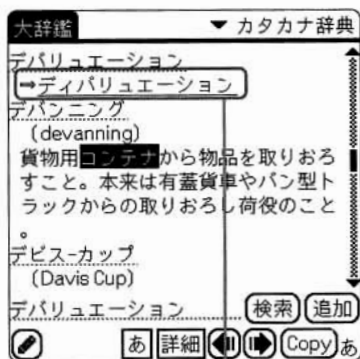 大辞鑑 ▼ カタカナ辞典
デバリュエーション
→ディバリュエーション
デバンニング
(devanning)
貨物用コンテナから物品を取りおろ
すこと。本来は有蓋貨車やバン型ト
ラックからの取りおろし荷役のこと
。
デビス-カップ
(Davis Cup)
デバリュエーション 検索 追加
あ 詳細 Copy あ